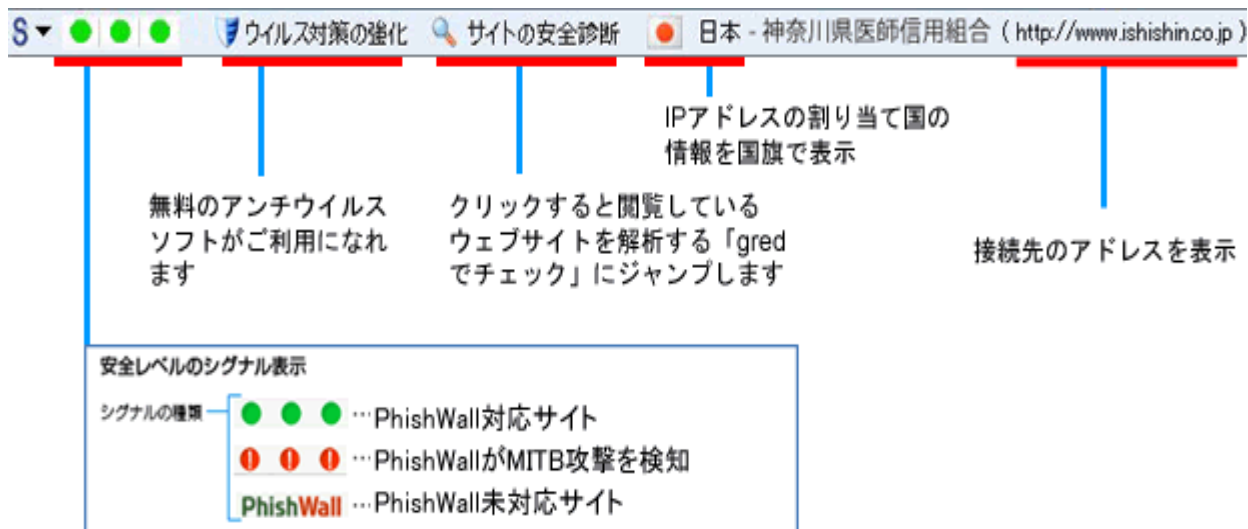 S▼ ウイルス対策の強化 サイトの安全診断 日本 - 神奈川県医師信用組合 ( http://www.ishishin.co.jp )
IPアドレスの割り当て国の
情報を国旗で表示
無料のアンチウイルス
ソフトがご利用になれ
ます
クリックすると閲覧している
ウェブサイトを解析する「gred
でチェック」にジャンプします
接続先のアドレスを表示
安全レベルのシグナル表示
シグナルの種類
…PhishWall対応サイト
…PhishWallがMITB攻撃を検知
PhishWall …PhishWall未対応サイト